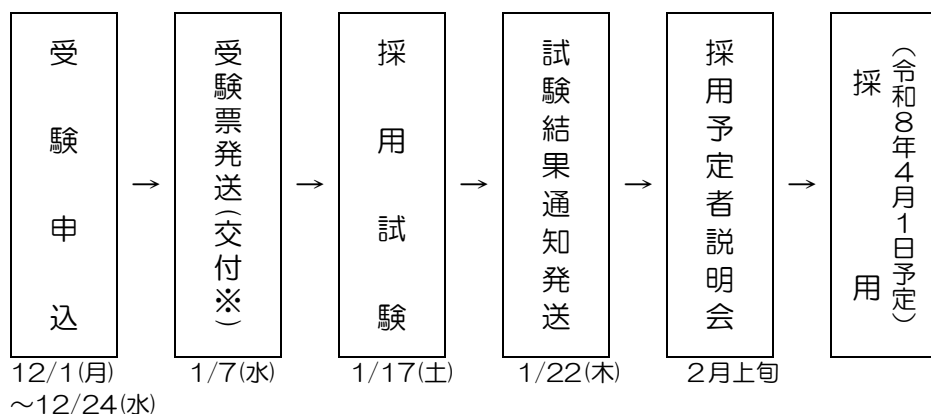 受験申込
→
受験票発送(交付※)
→
採用試験
→
試験結果通知発送
→
採用予定者説明会
→
採用
(令和8年4月1日予定)
12/1(月)
～12/24(水)
1/7(水)
1/17(土)
1/22(木)
2月上旬